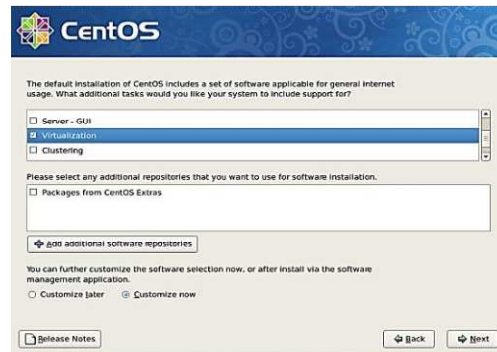 CentOS
The default installation of CentOS includes a set of software applicable for general internet
usage. What additional tasks would you like your system to include support for?
Server - GUI
Virtualization
Clustering
Please select any additional repositories that you want to use for software installation.
Packages from CentOS Extras
Add additional software repositories
You can further customize the software selection now, or after install via the software
management application.
Customize later
Customize now
Release Notes
Back
Next